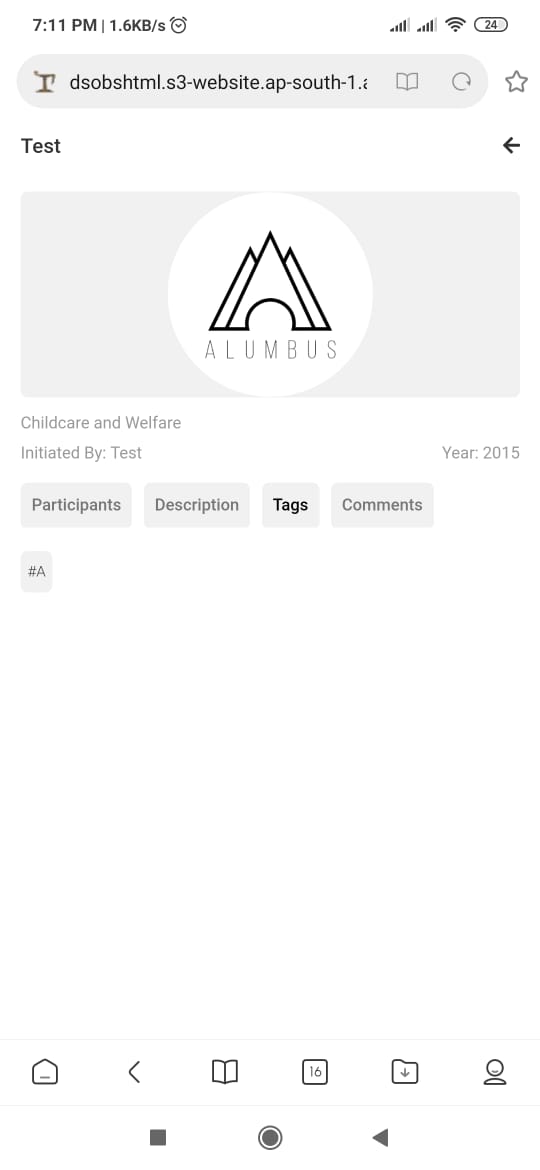 7:11 PM | 1.6KB/s
24
dsobshtml.s3-website.ap-south-1.
Test
ALUMBUS
Childcare and Welfare
Initiated By: Test Year: 2015
Participants Description Tags Comments
#A
16